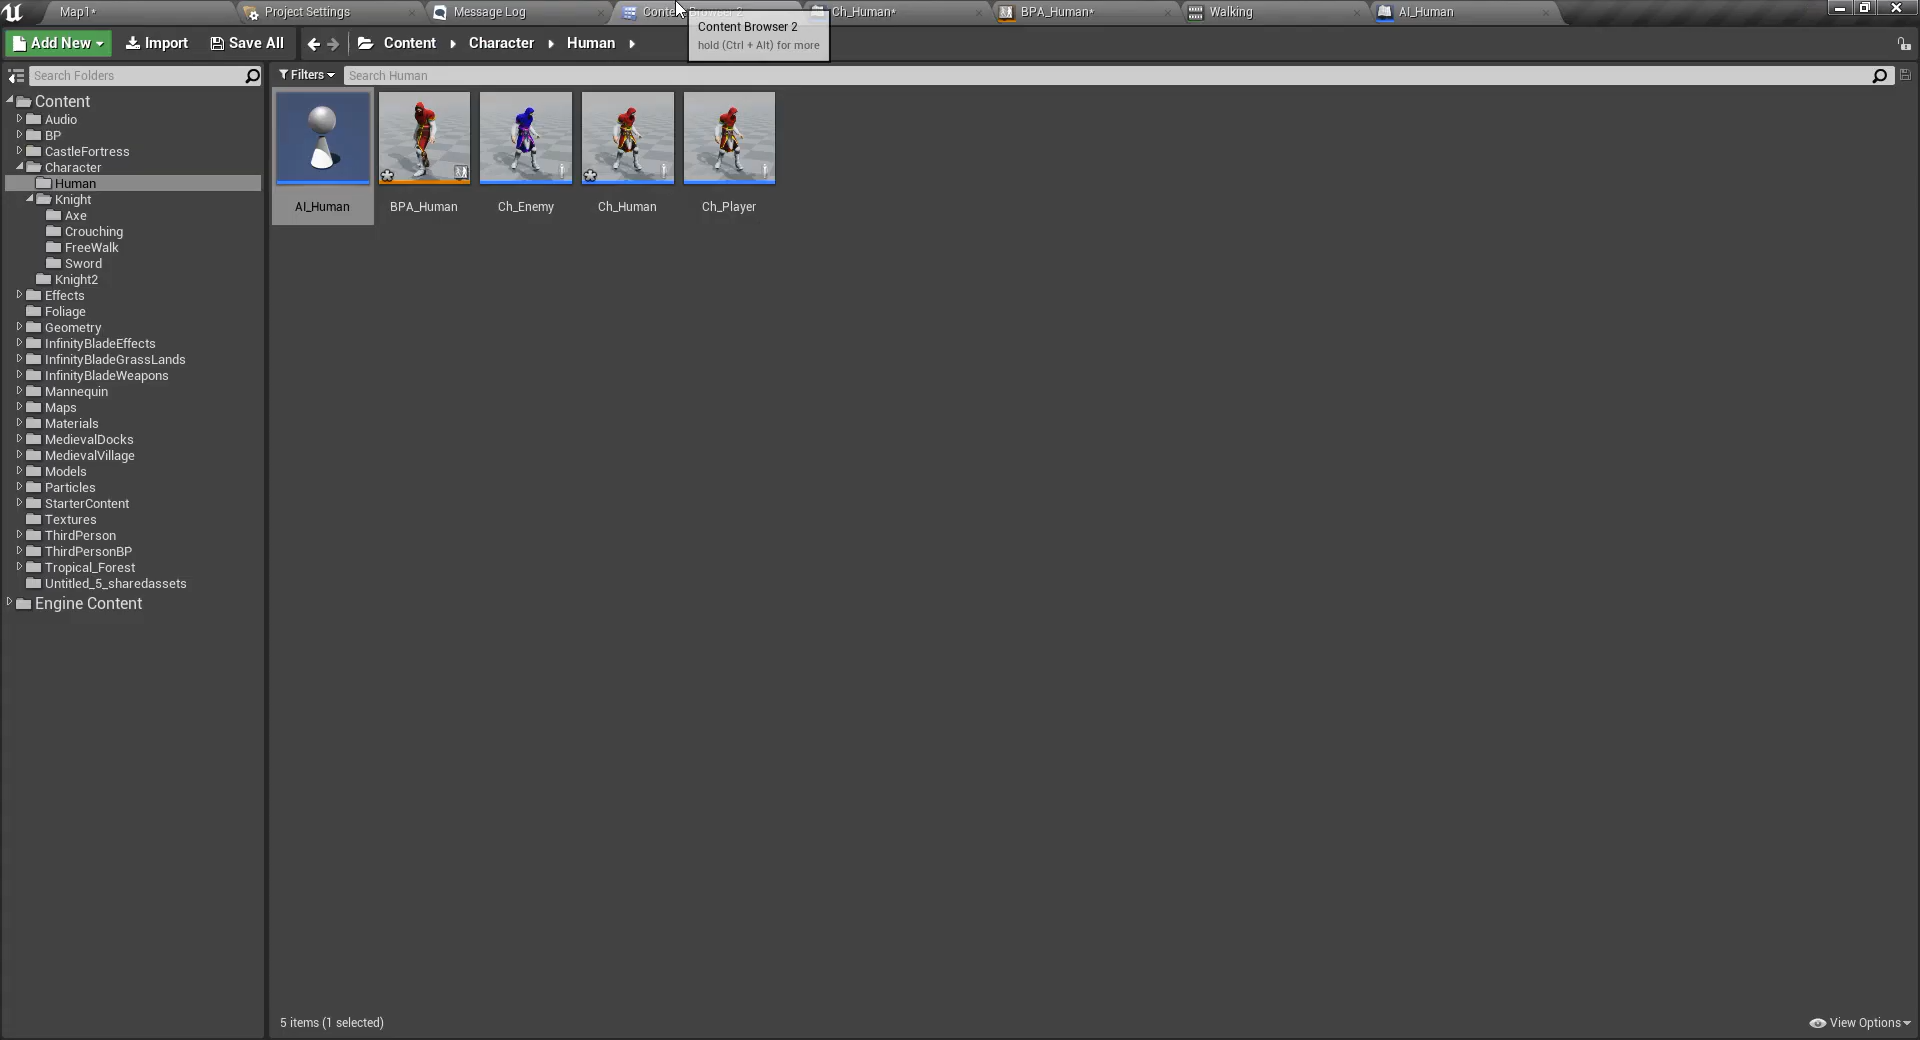 Map1*
Project Settings
Message Log
Content Browser 2
Ch_Human*
BPA_Human*
Walking
AI_Human
Content Browser 2
hold (Ctrl + Alt) for more
Add New
Import
Save All
Content
Character
Human
Search Folders
Filters
Search Human
Content
Audio
BP
CastleFortress
Character
Human
Knight
Axe
Crouching
FreeWalk
Sword
Knight2
Effects
Foliage
Geometry
InfinityBladeEffects
InfinityBladeGrassLands
InfinityBladeWeapons
Mannequin
Maps
Materials
MedievalDocks
MedievalVillage
Models
Particles
StarterContent
Textures
ThirdPerson
ThirdPersonBP
Tropical_Forest
Untitled_5_sharedassets
Engine Content
AI_Human
BPA_Human
Ch_Enemy
Ch_Human
Ch_Player
5 items (1 selected)
View Options